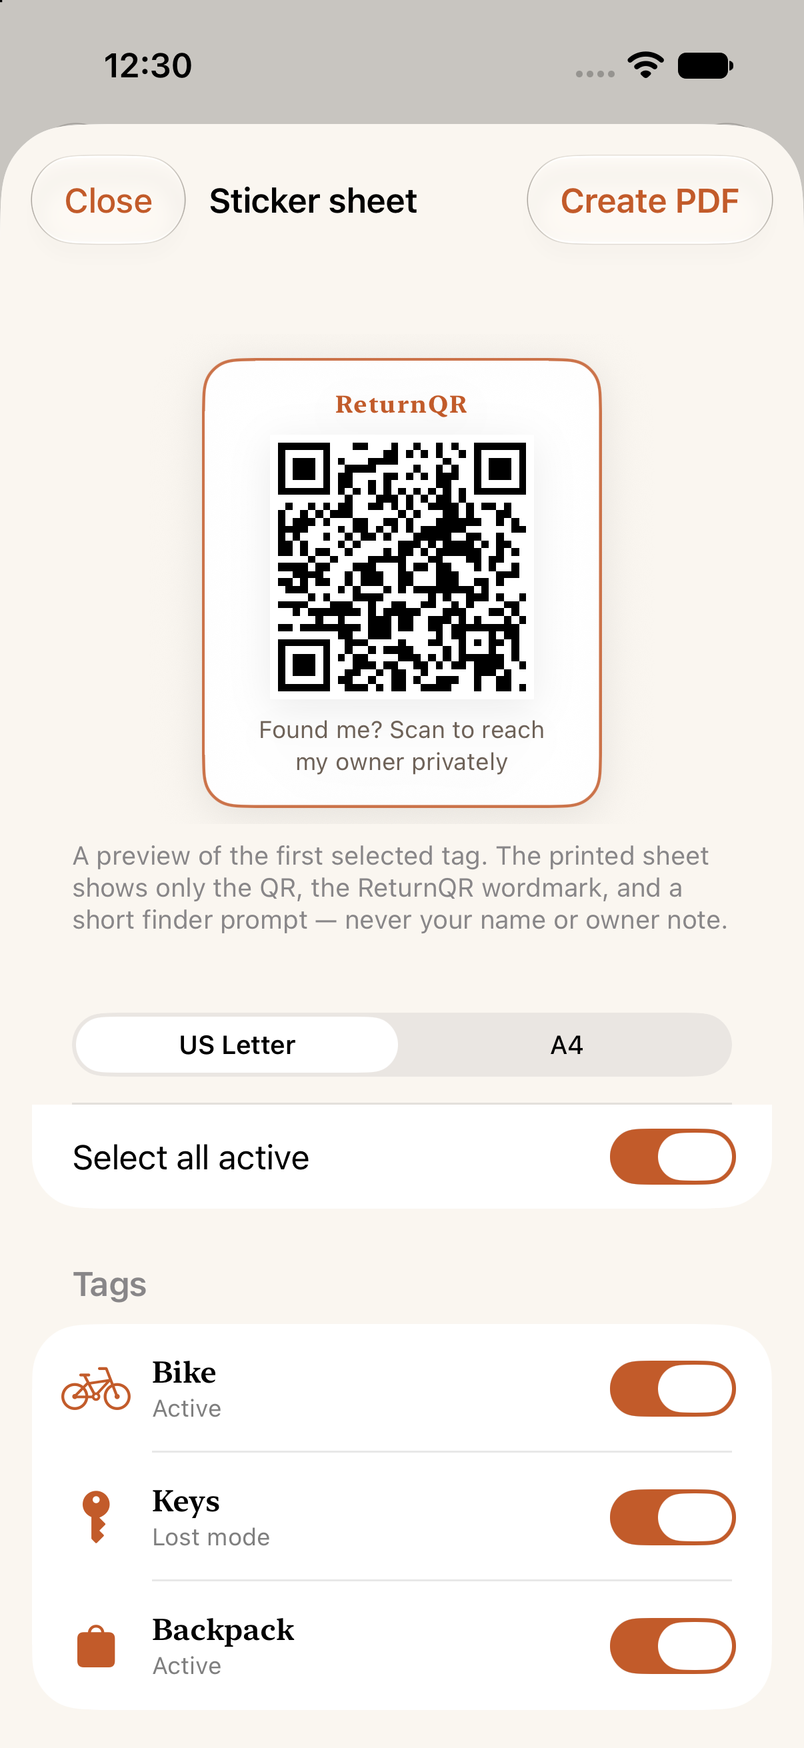 12:30
Close
Sticker sheet
Create PDF
ReturnQR
Found me? Scan to reach
my owner privately
A preview of the first selected tag. The printed sheet
shows only the QR, the ReturnQR wordmark, and a
short finder prompt — never your name or owner note.
US Letter
A4
Select all active
Tags
Bike
Active
Keys
Lost mode
Backpack
Active